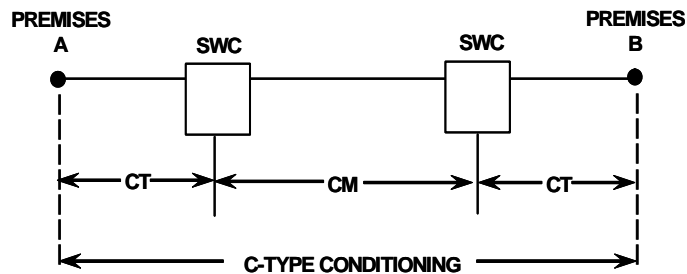 PREMISES
A
SWC
SWC
PREMISES
B
CT
CM
CT
C-TYPE CONDITIONING